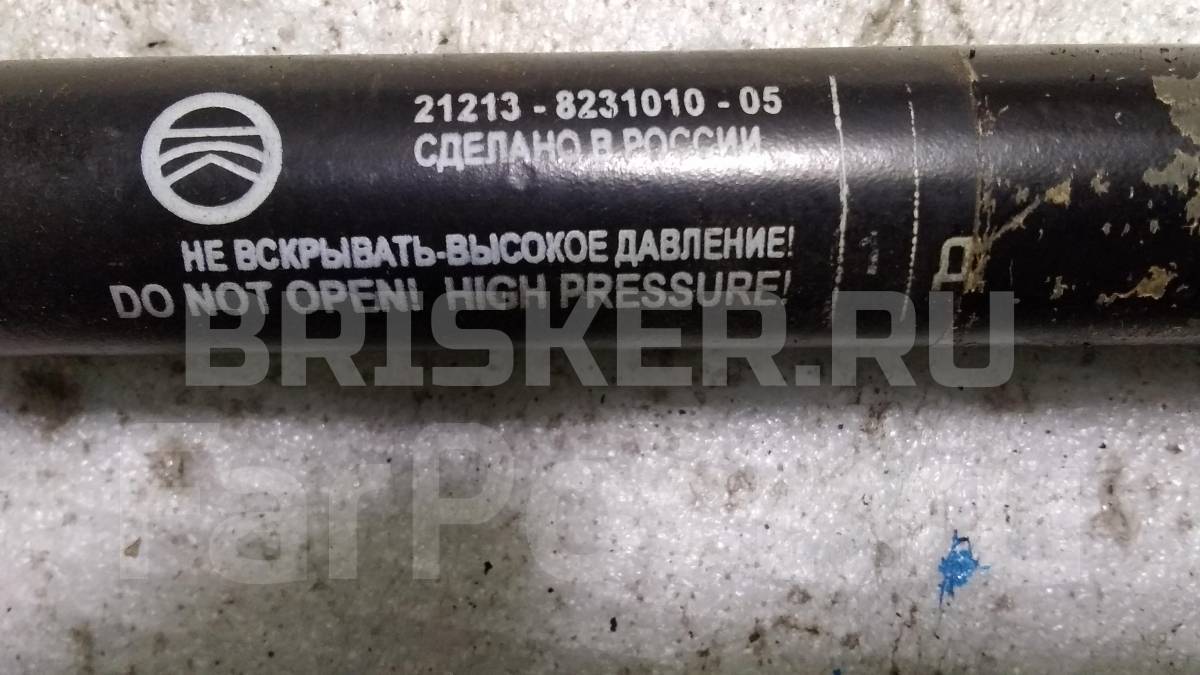 21213 - 8231010 - 05
СДЕЛАНО В РОССИИ
НЕ ВСКРЫВАТЬ-ВЫСОКОЕ ДАВЛЕНИЕ!
DO NOT OPEN! HIGH PRESSURE!
Д
BRISKER.RU